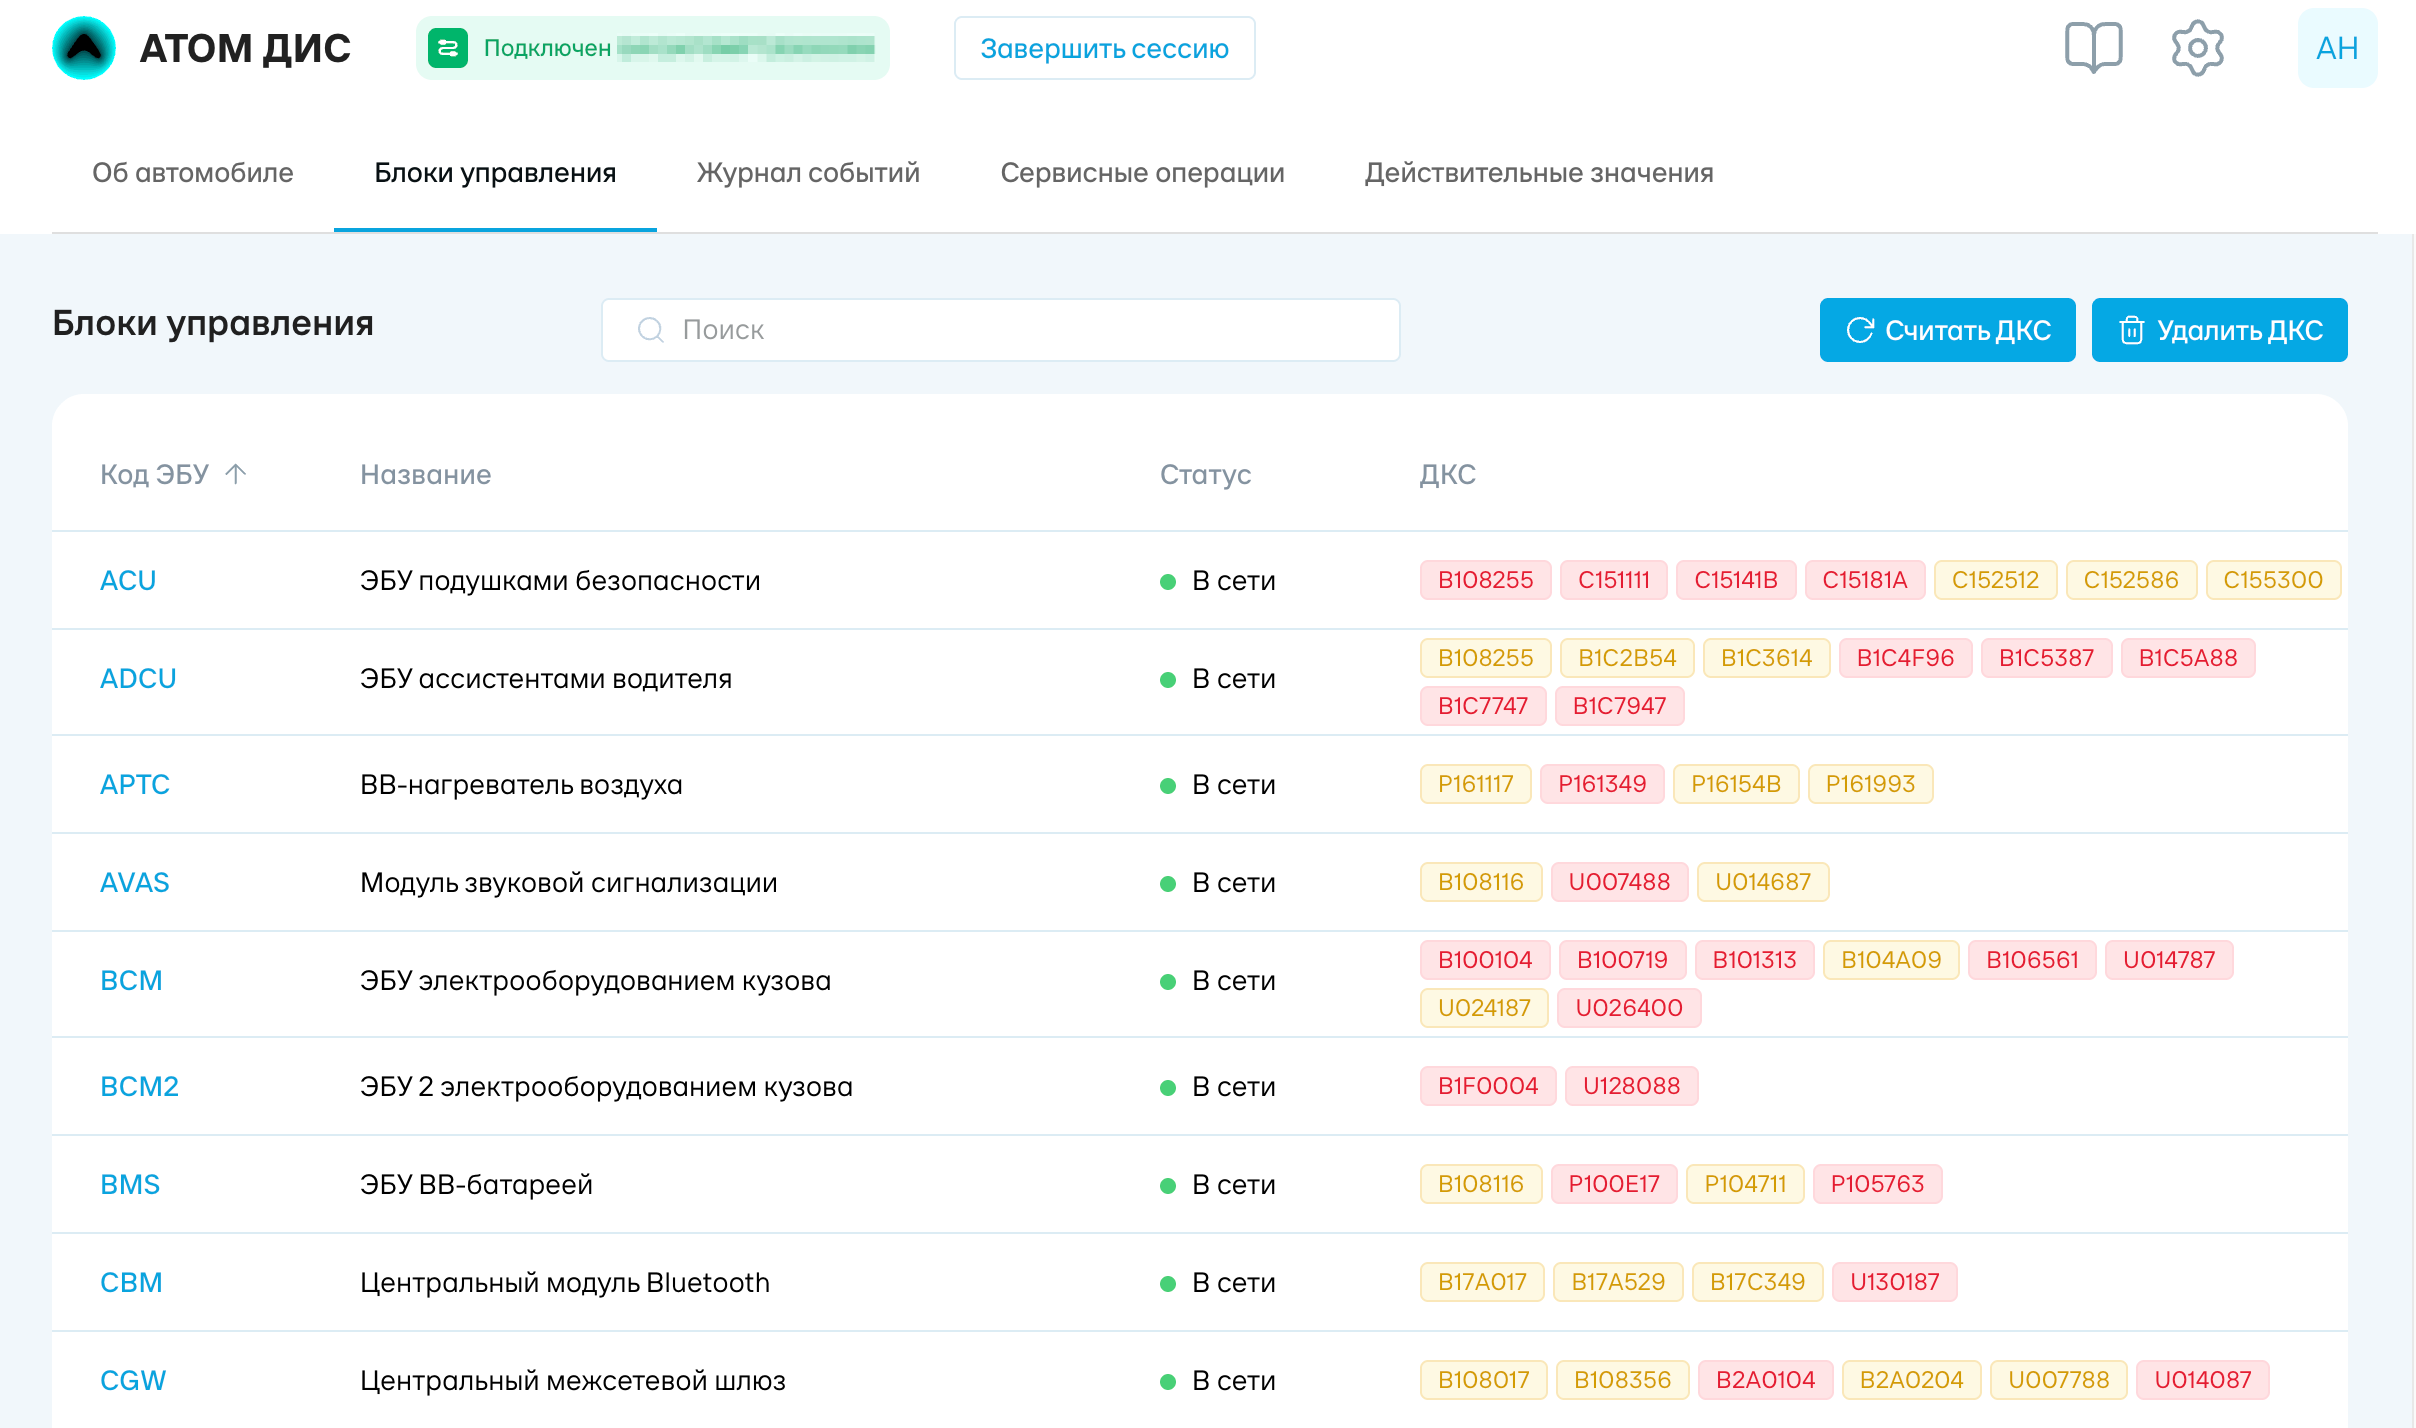 АТОМ ДИС
Подключен
Завершить сессию
АН
Об автомобиле
Блоки управления
Журнал событий
Сервисные операции
Действительные значения
Блоки управления
Поиск
Считать ДКС
Удалить ДКС
Код ЭБУ Название Статус ДКС
ACU ЭБУ подушками безопасности В сети B108255 C151111 C15141B C15181A C152512 C152586 C155300
ADCU ЭБУ ассистентами водителя В сети B108255 B1C2B54 B1C3614 B1C4F96 B1C5387 B1C5A88
B1C7747 B1C7947
APTC ВВ-нагреватель воздуха В сети P161117 P161349 P16154B P161993
AVAS Модуль звуковой сигнализации В сети B108116 U007488 U014687
BCM ЭБУ электрооборудованием кузова В сети B100104 B100719 B101313 B104A09 B106561 U014787
U024187 U026400
BCM2 ЭБУ 2 электрооборудованием кузова В сети B1F0004 U128088
BMS ЭБУ ВВ-батареей В сети B108116 P100E17 P104711 P105763
CBM Центральный модуль Bluetooth В сети B17A017 B17A529 B17C349 U130187
CGW Центральный межсетевой шлюз В сети B108017 B108356 B2A0104 B2A0204 U007788 U014087